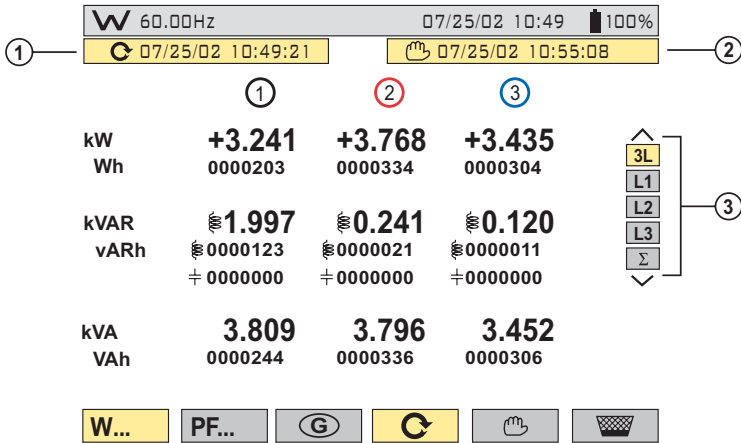 W 60.00Hz 07/25/02 10:49 100%
1 07/25/02 10:49:21 07/25/02 10:55:08 2
1 2 3
kW +3.241 +3.768 +3.435
Wh 0000203 0000334 0000304
3L
L1
L2
L3
Σ
3
kVAR 1.997 0.241 0.120
vARh 0000123 0000021 0000011
0000000 0000000 0000000
kVA 3.809 3.796 3.452
VAh 0000244 0000336 0000306
W... PF... G